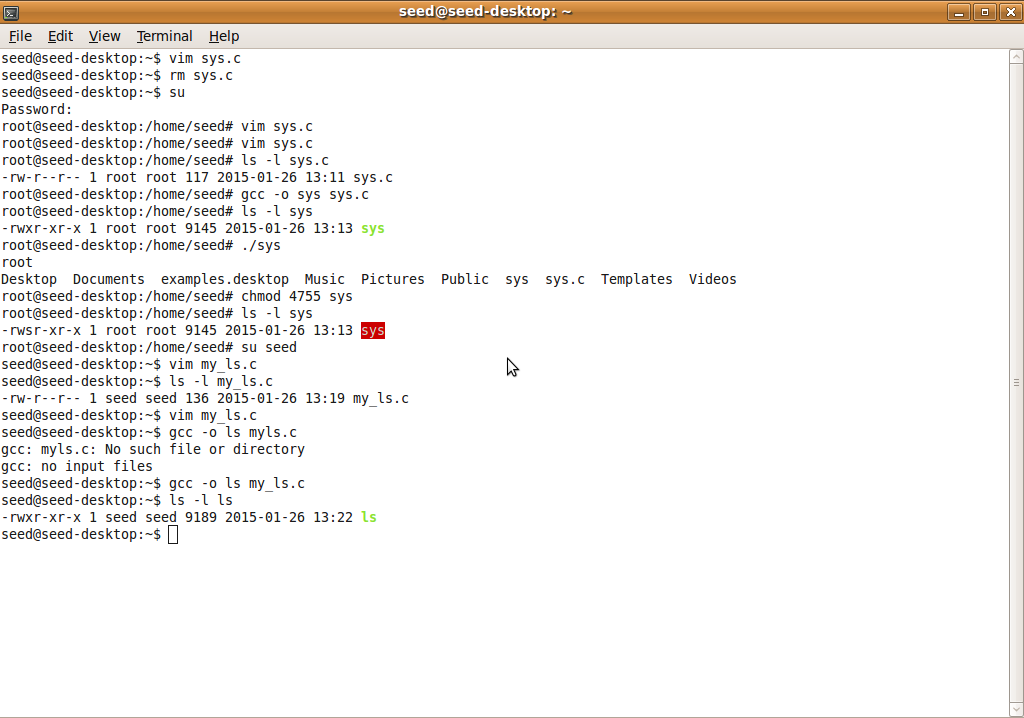 seed@seed-desktop: ~
File Edit View Terminal Help
seed@seed-desktop:~$ vim sys.c
seed@seed-desktop:~$ rm sys.c
seed@seed-desktop:~$ su
Password:
root@seed-desktop:/home/seed# vim sys.c
root@seed-desktop:/home/seed# vim sys.c
root@seed-desktop:/home/seed# ls -l sys.c
-rw-r--r-- 1 root root 117 2015-01-26 13:11 sys.c
root@seed-desktop:/home/seed# gcc -o sys sys.c
root@seed-desktop:/home/seed# ls -l sys
-rwxr-xr-x 1 root root 9145 2015-01-26 13:13 sys
root@seed-desktop:/home/seed# ./sys
root
Desktop  Documents  examples.desktop  Music  Pictures  Public  sys  sys.c  Templates  Videos
root@seed-desktop:/home/seed# chmod 4755 sys
root@seed-desktop:/home/seed# ls -l sys
-rwsr-xr-x 1 root root 9145 2015-01-26 13:13 sys
root@seed-desktop:/home/seed# su seed
seed@seed-desktop:~$ vim my_ls.c
seed@seed-desktop:~$ ls -l my_ls.c
-rw-r--r-- 1 seed seed 136 2015-01-26 13:19 my_ls.c
seed@seed-desktop:~$ vim my_ls.c
seed@seed-desktop:~$ gcc -o ls myls.c
gcc: myls.c: No such file or directory
gcc: no input files
seed@seed-desktop:~$ gcc -o ls my_ls.c
seed@seed-desktop:~$ ls -l ls
-rwxr-xr-x 1 seed seed 9189 2015-01-26 13:22 ls
seed@seed-desktop:~$